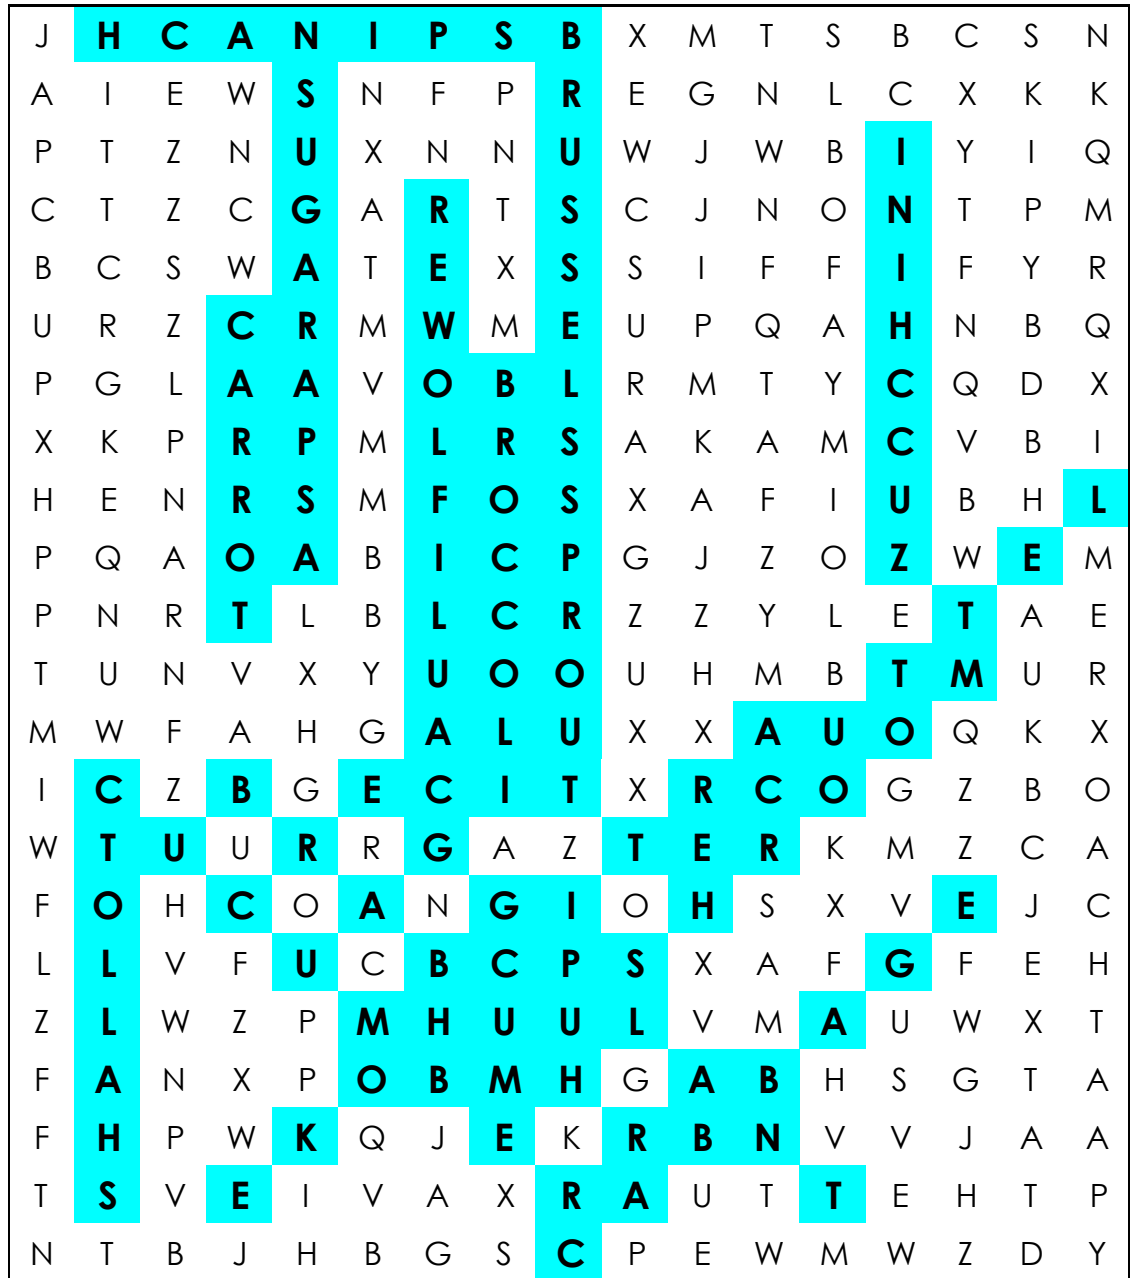 J H C A N I P S B X M T S B C S N
A I E W S N F P R E G N L C X K K
P T Z N U X N N U W J W B I Y I Q
C T Z C G A R T S C J N O N T P M
B C S W A T E X S S I F F I F Y R
U R Z C R M W M E U P Q A H N B Q
P G L A A V O B L R M T Y C Q D X
X K P R P M L R S A K A M C V B I
H E N R S M F O S X A F I U B H L
P Q A O A B I C P G J Z O Z W E M
P N R T L B L C R Z Z Y L E T A E
T U N V X Y U O O U H M B T M U R
M W F A H G A L U X X A U O Q K X
I C Z B G E C I T X R C O G Z B O
W T U U R R G A Z T E R K M Z C A
F O H C O A N G I O H S X V E J C
L L V F U C B C P S X A F G F E H
Z L W Z P M H U U L V M A U W X T
F A N X P O B M H G A B H S G T A
F H P W K Q J E K R B N V V J A A
T S V E I V A X R A U T T E H T P
N T B J H B G S C P E W M W Z D Y